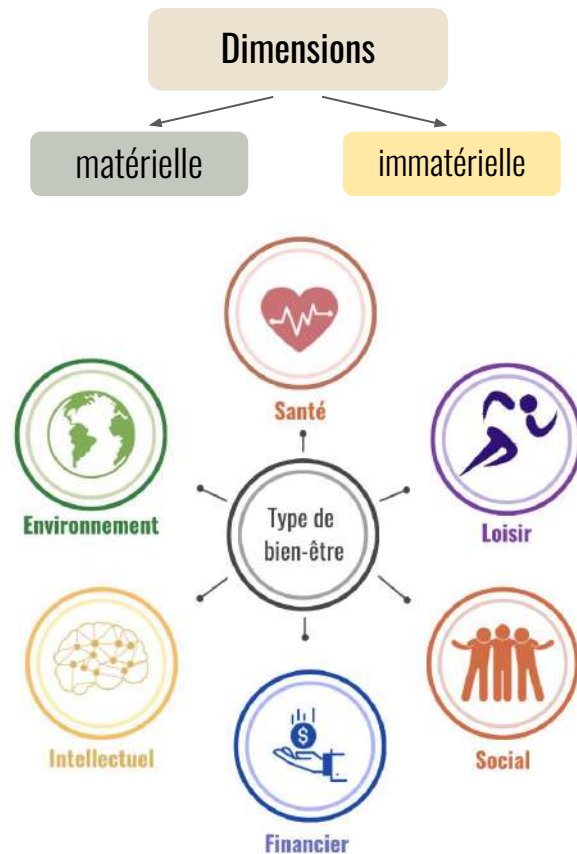 Dimensions
matérielle
immatérielle
Santé
Environnement
Loisir
Type de
bien-être
Intellectuel
Social
$
Financier